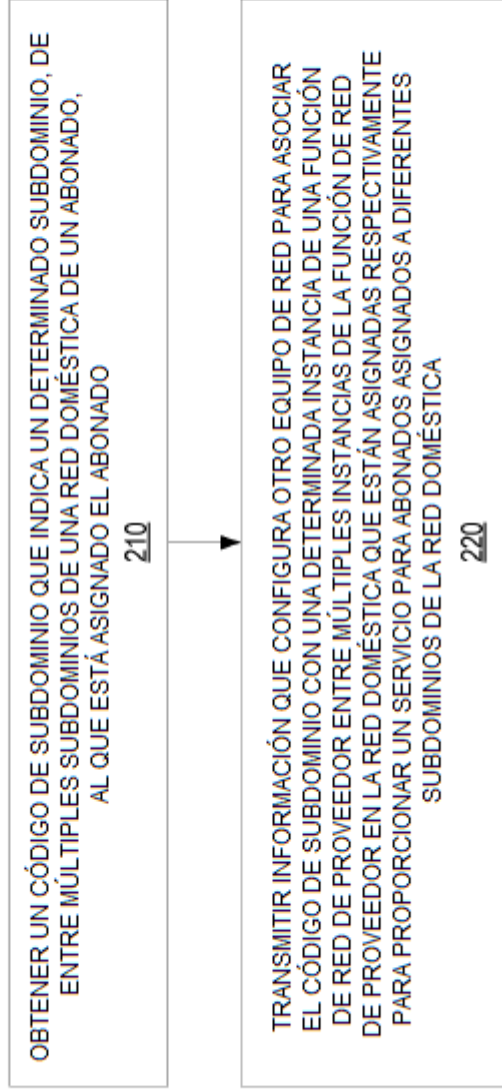 OBTENER UN CÓDIGO DE SUBDOMINIO QUE INDICA UN DETERMINADO SUBDOMINIO, DE
ENTRE MÚLTIPLES SUBDOMINIOS DE UNA RED DOMÉSTICA DE UN ABONADO,
AL QUE ESTÁ ASIGNADO EL ABONADO
210
TRANSMITIR INFORMACIÓN QUE CONFIGURA OTRO EQUIPO DE RED PARA ASOCIAR
EL CÓDIGO DE SUBDOMINIO CON UNA DETERMINADA INSTANCIA DE UNA FUNCIÓN
DE RED DE PROVEEDOR ENTRE MÚLTIPLES INSTANCIAS DE LA FUNCIÓN DE RED
DE PROVEEDOR EN LA RED DOMÉSTICA QUE ESTÁN ASIGNADAS RESPECTIVAMENTE
PARA PROPORCIONAR UN SERVICIO PARA ABONADOS ASIGNADOS A DIFERENTES
SUBDOMINIOS DE LA RED DOMÉSTICA
220